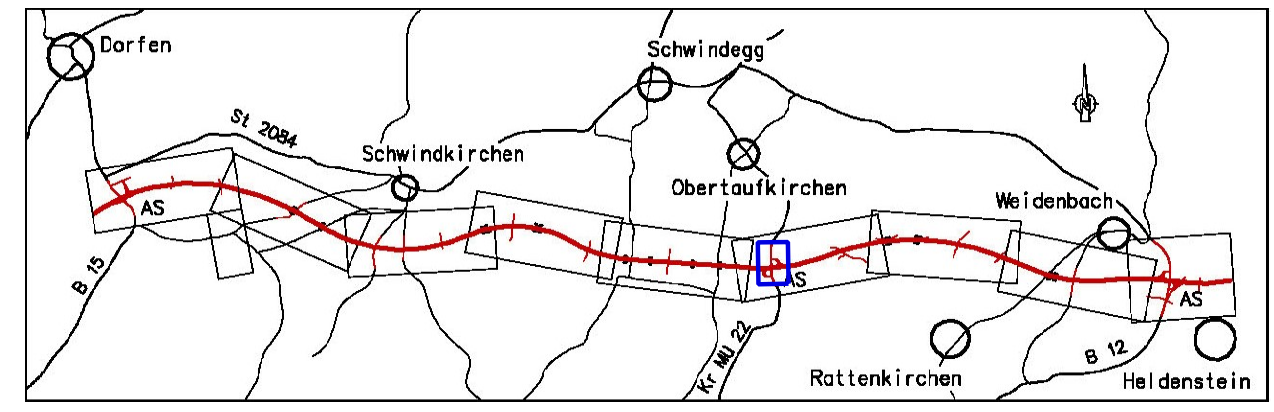 Dorfen
Schwindegg
St 2084
Schwindkirchen
N
Obertaufkirchen
Weidenbach
AS
B 15
AS
AS
Kr MÜ 22
B 12
Rattenkirchen
Heldenstein